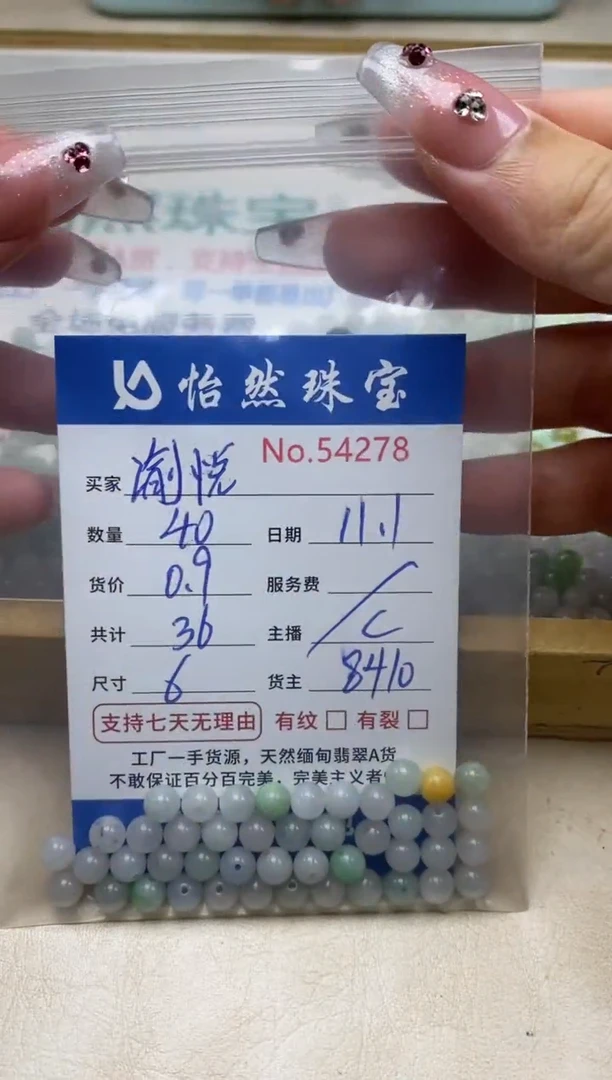 怡然珠宝
No.54278
买家 渝悦
数量 40 日期 11.1
货价 0.9 服务费 /
共计 36 主播 C
尺寸 6 货主 8410
支持七天无理由 有纹 □ 有裂 □
工厂一手货源，天然缅甸翡翠A货
不敢保证百分百完美，完美主义者